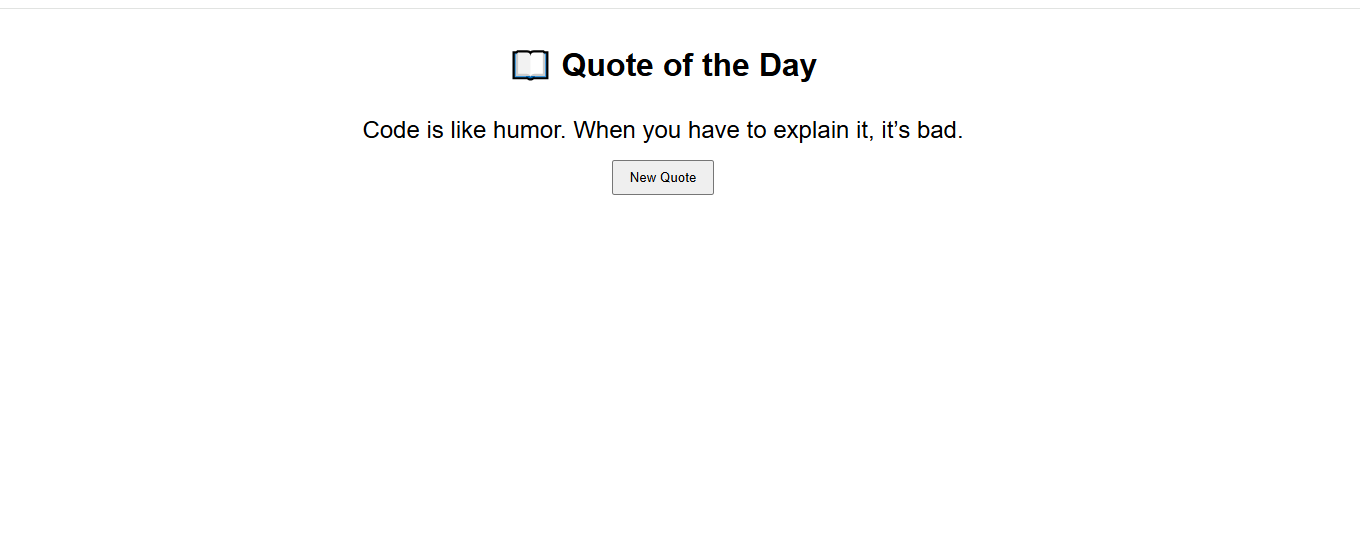 📖 Quote of the Day
Code is like humor. When you have to explain it, it’s bad.
New Quote